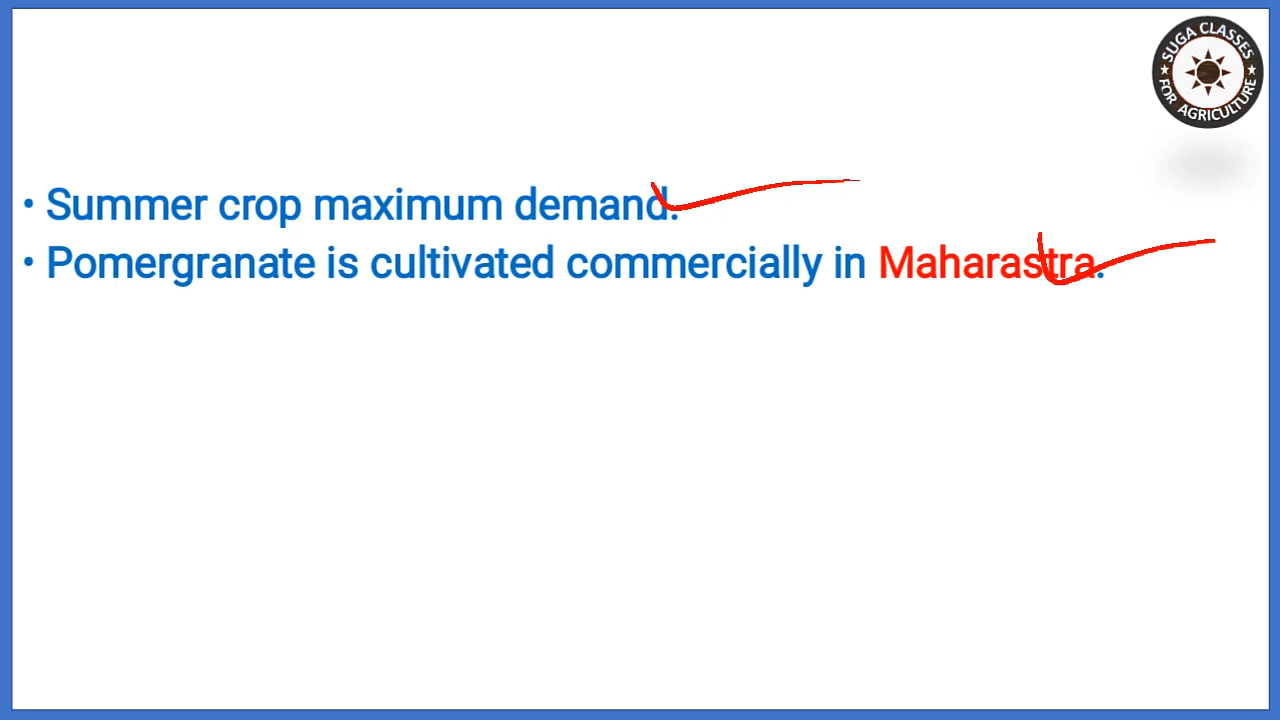 SUGA CLASSES
FOR AGRICULTURE
• Summer crop maximum demand.
• Pomergranate is cultivated commercially in Maharastra.